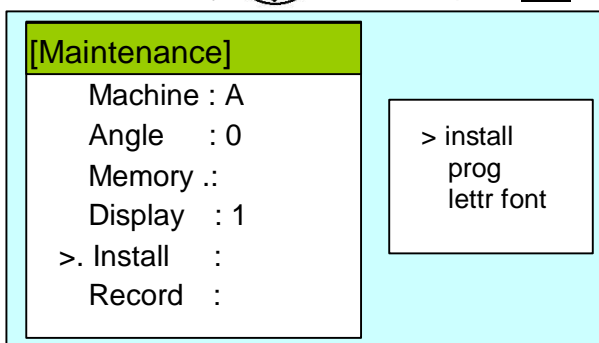 [Maintenance]
Machine : A
Angle : 0
Memory .:
Display : 1
>. Install :
Record :
> install
prog
lettr font